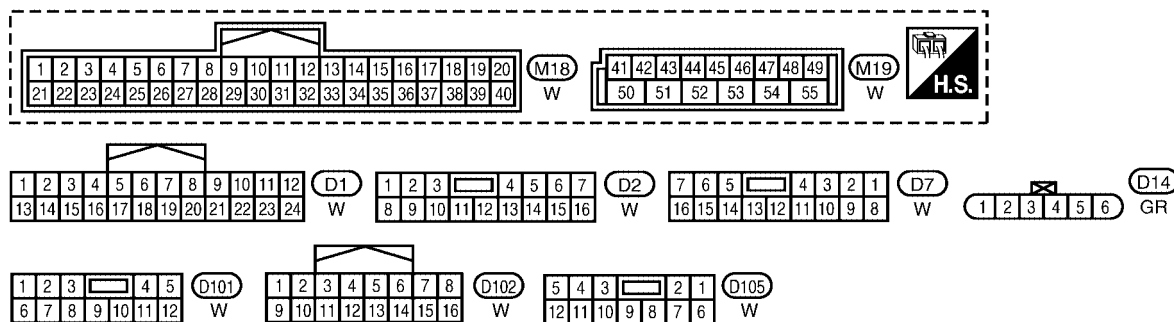 1 2 3 4 5 6 7 8 9 10 11 12 13 14 15 16 17 18 19 20 M18 41 42 43 44 45 46 47 48 49 M19
21 22 23 24 25 26 27 28 29 30 31 32 33 34 35 36 37 38 39 40 W 50 51 52 53 54 55 W H.S.
1 2 3 4 5 6 7 8 9 10 11 12 D1 1 2 3 4 5 6 7 D2 7 6 5 4 3 2 1 D7 D14
13 14 15 16 17 18 19 20 21 22 23 24 W 8 9 10 11 12 13 14 15 16 W 16 15 14 13 12 11 10 9 8 W 1 2 3 4 5 6 GR
1 2 3 4 5 D101 1 2 3 4 5 6 7 8 D102 5 4 3 2 1 D105
6 7 8 9 10 11 12 W 9 10 11 12 13 14 15 16 W 12 11 10 9 8 7 6 W